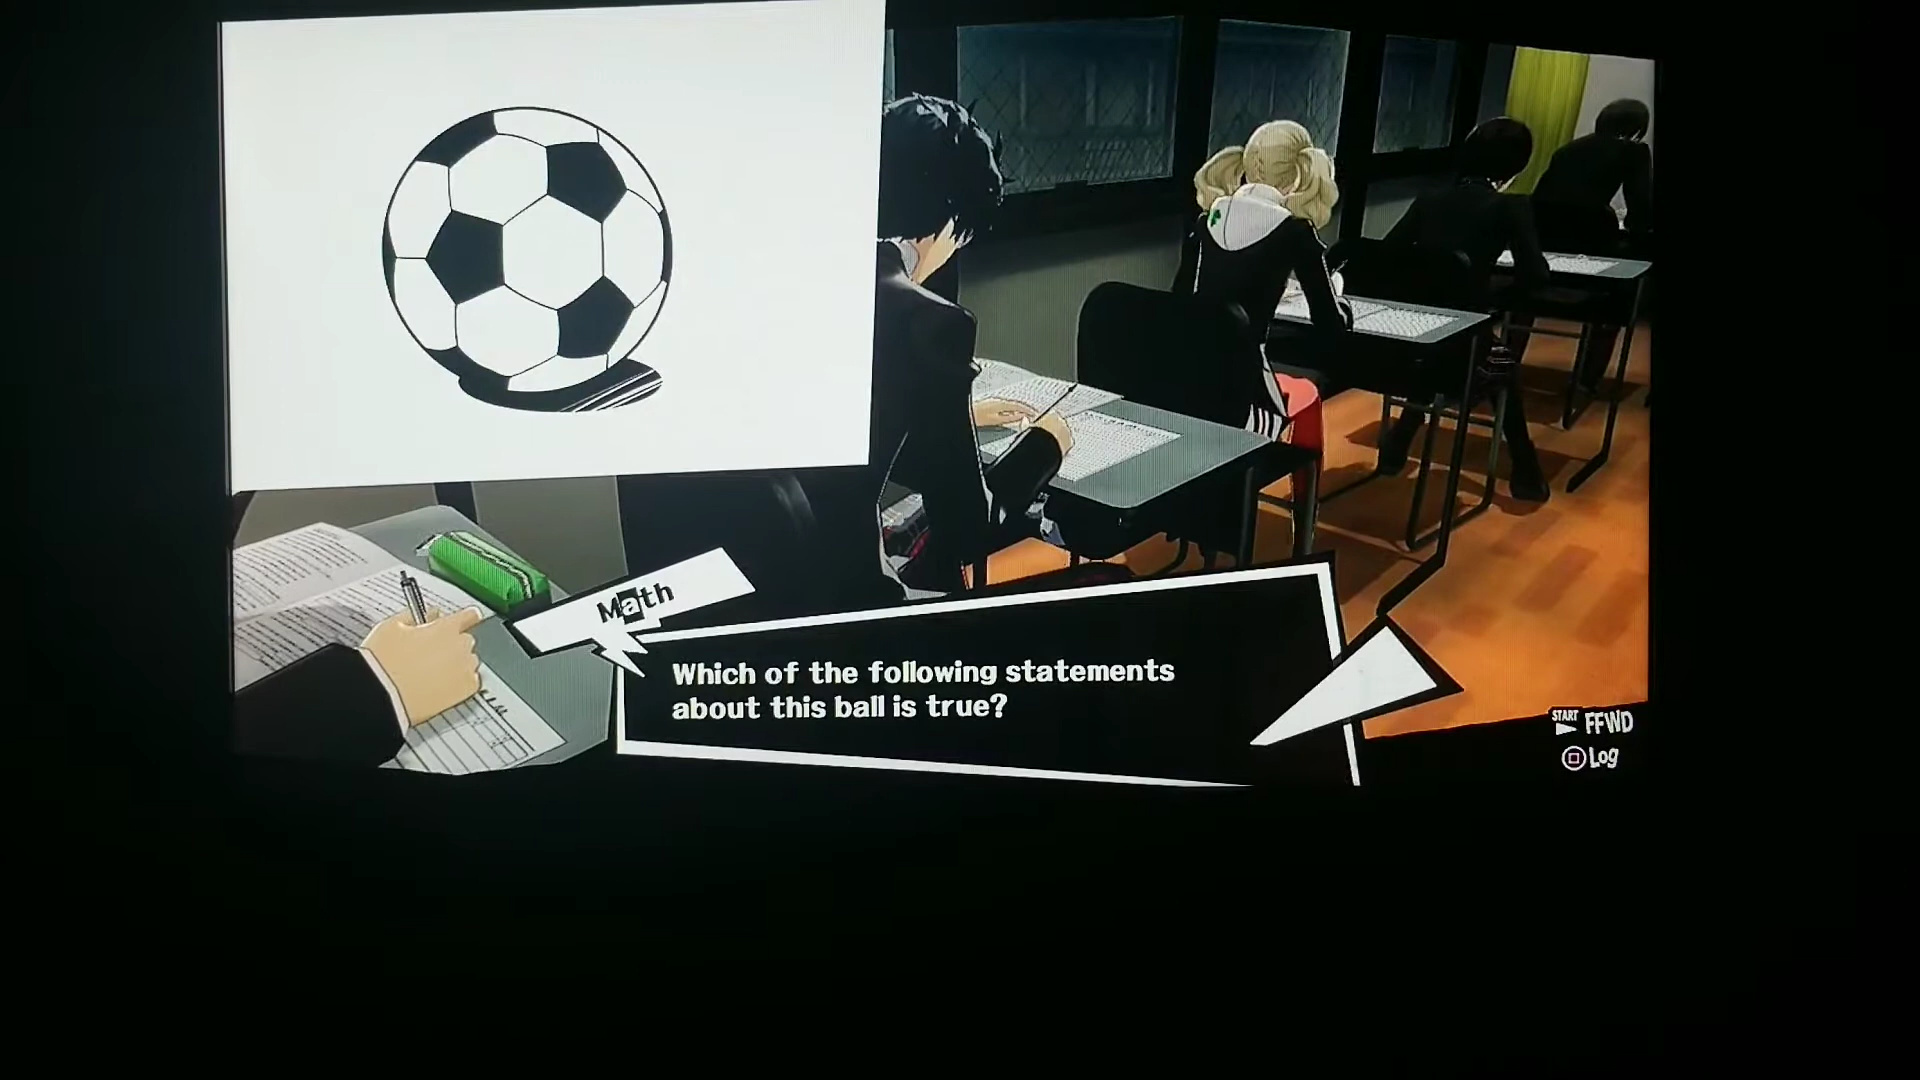 Math
Which of the following statements
about this ball is true?
START
FFWD
Log